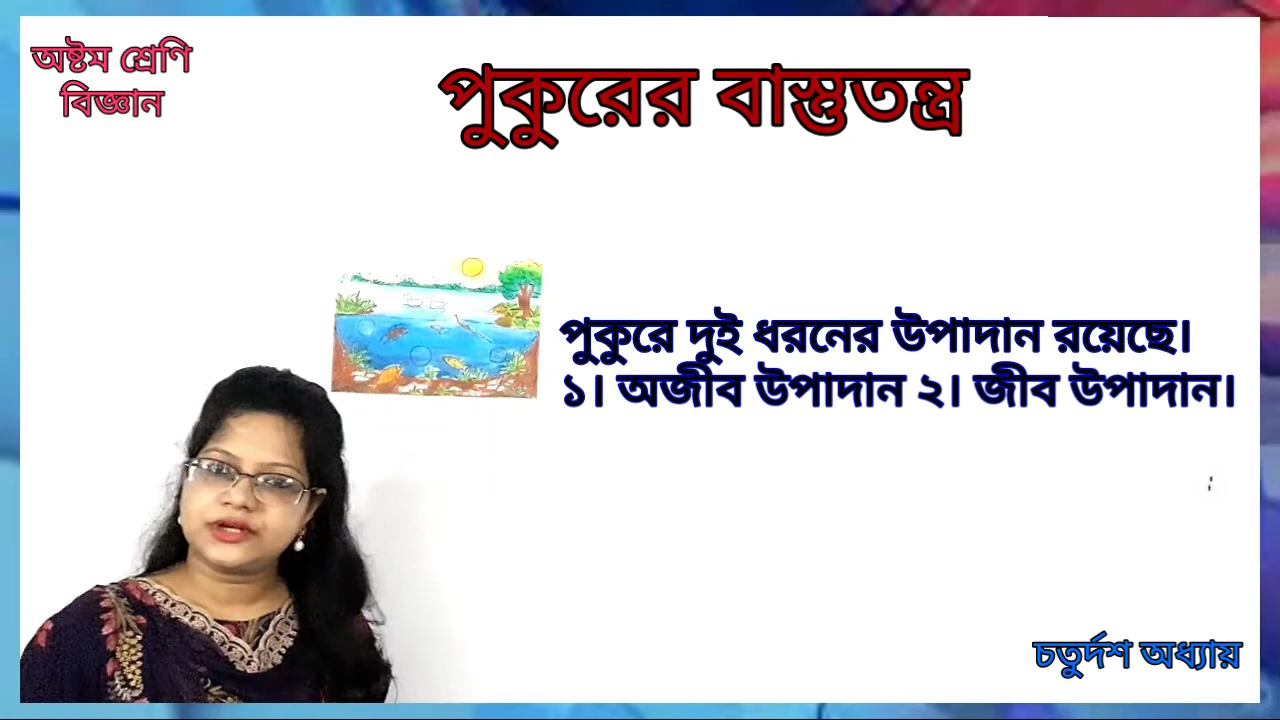 অষ্টম শ্রেণি
বিজ্ঞান
পুকুরের বাস্তুতন্ত্র
পুকুরে দুই ধরনের উপাদান রয়েছে।
১। অজীব উপাদান ২। জীব উপাদান।
চতুর্দশ অধ্যায়